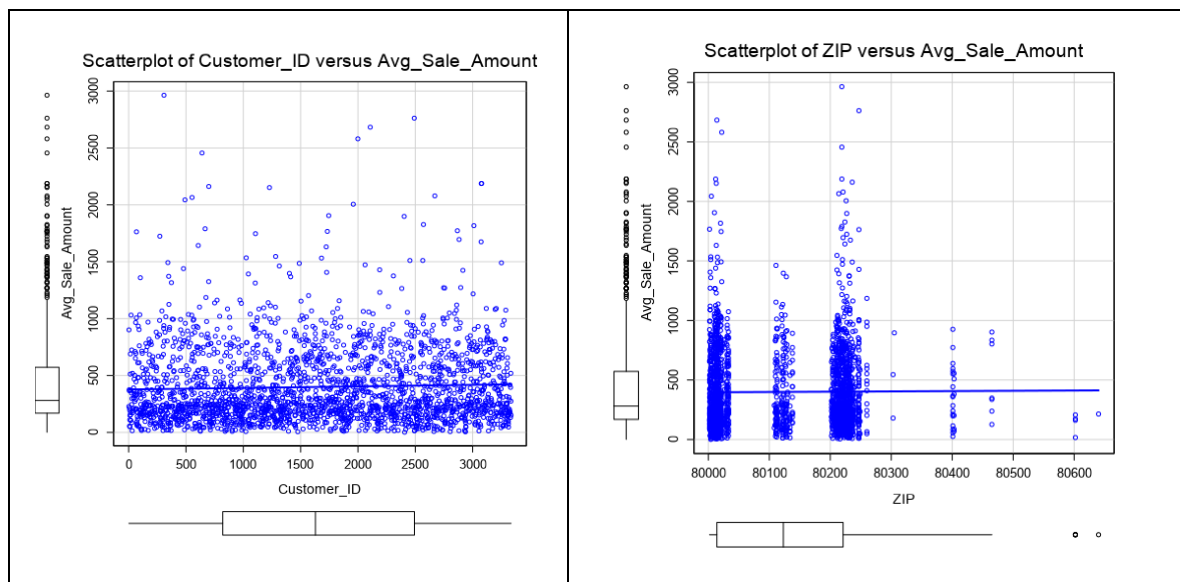 Scatterplot of Customer_ID versus Avg_Sale_Amount
Avg_Sale_Amount
3000
2500
2000
1500
1000
500
0
0 500 1000 1500 2000 2500 3000
Customer_ID
Scatterplot of ZIP versus Avg_Sale_Amount
Avg_Sale_Amount
3000
2500
2000
1500
1000
500
0
80000 80100 80200 80300 80400 80500 80600
ZIP